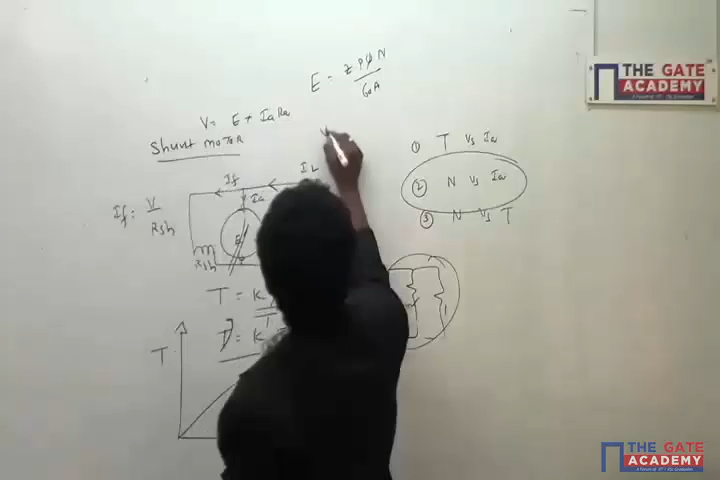 E = ZPΦN / 60A
V = E + IaRa
Shunt MOTOR
① T Vs Ia
② N Vs Ia
③ N Vs T
If IL
Ia
If = V / Rsh
E
Rsh
T = K
T = K
T
THE GATE
ACADEMY
THE GATE
ACADEMY